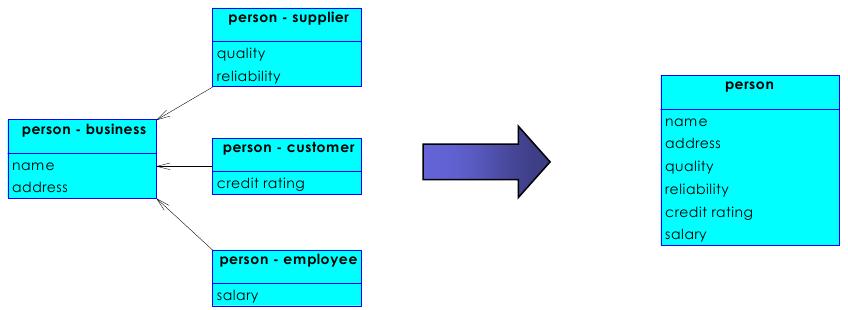 person - supplier
quality
reliability
person - business
name
address
person - customer
credit rating
person - employee
salary
person
name
address
quality
reliability
credit rating
salary